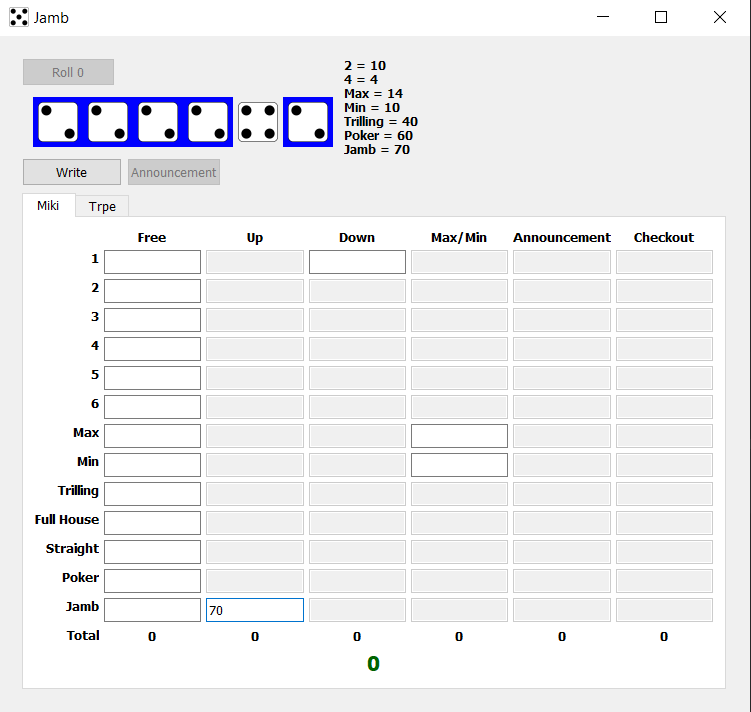 Jamb
Roll 0
2 = 10
4 = 4
Max = 14
Min = 10
Trilling = 40
Poker = 60
Jamb = 70
Write Announcement
Miki Trpe
Free Up Down Max/Min Announcement Checkout
1
2
3
4
5
6
Max
Min
Trilling
Full House
Straight
Poker
Jamb 70
Total 0 0 0 0 0 0
0